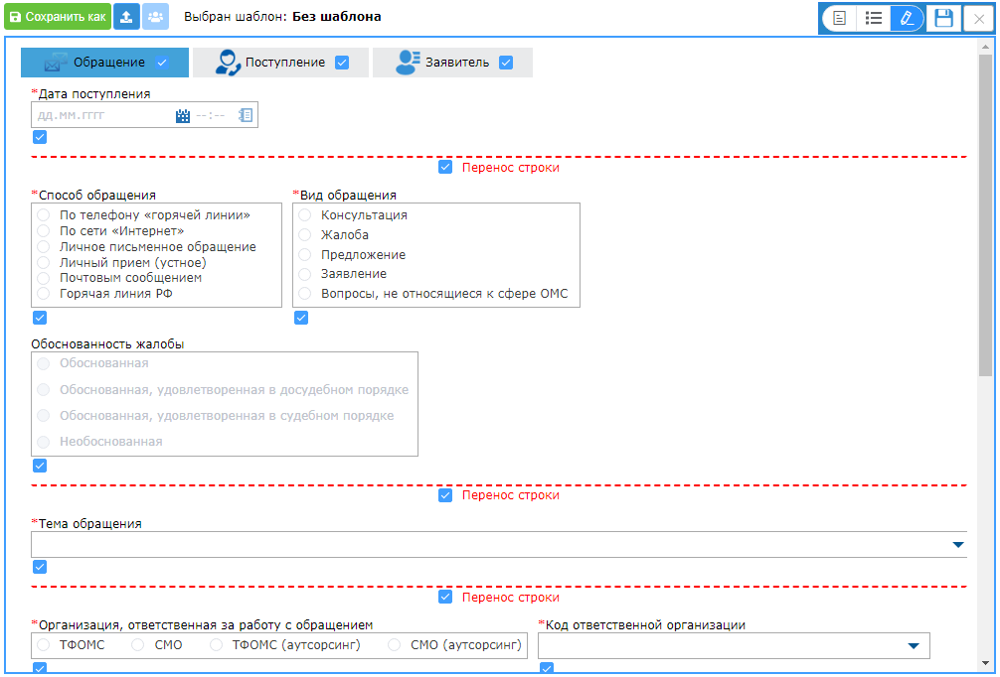 Сохранить как Выбран шаблон: Без шаблона
Обращение Поступление Заявитель
*Дата поступления
дд.мм.гггг --:--
Перенос строки
*Способ обращения *Вид обращения
По телефону «горячей линии» Консультация
По сети «Интернет» Жалоба
Личное письменное обращение Предложение
Личный прием (устное) Заявление
Почтовым сообщением Вопросы, не относящиеся к сфере ОМС
Горячая линия РФ
Обоснованность жалобы
Обоснованная
Обоснованная, удовлетворенная в досудебном порядке
Обоснованная, удовлетворенная в судебном порядке
Необоснованная
Перенос строки
*Тема обращения
Перенос строки
*Организация, ответственная за работу с обращением *Код ответственной организации
ТФОМС СМО ТФОМС (аутсорсинг) СМО (аутсорсинг)